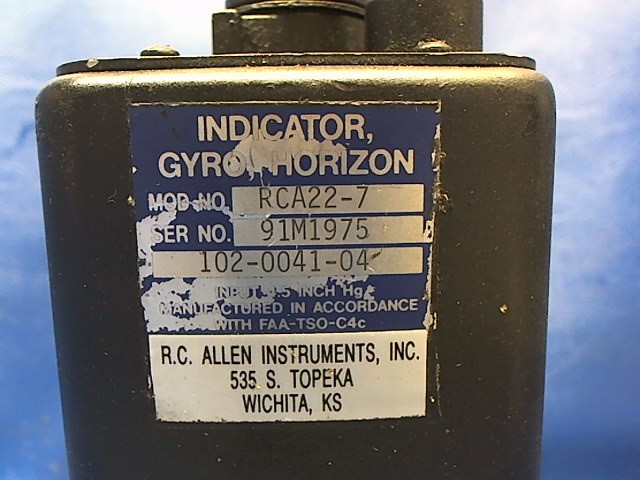 INDICATOR,
GYRO, HORIZON
MOD NO. RCA22-7
SER NO. 91M1975
102-0041-04
INPUT 4.5 INCH Hg
MANUFACTURED IN ACCORDANCE
WITH FAA-TSO-C4c
R.C. ALLEN INSTRUMENTS, INC.
535 S. TOPEKA
WICHITA, KS